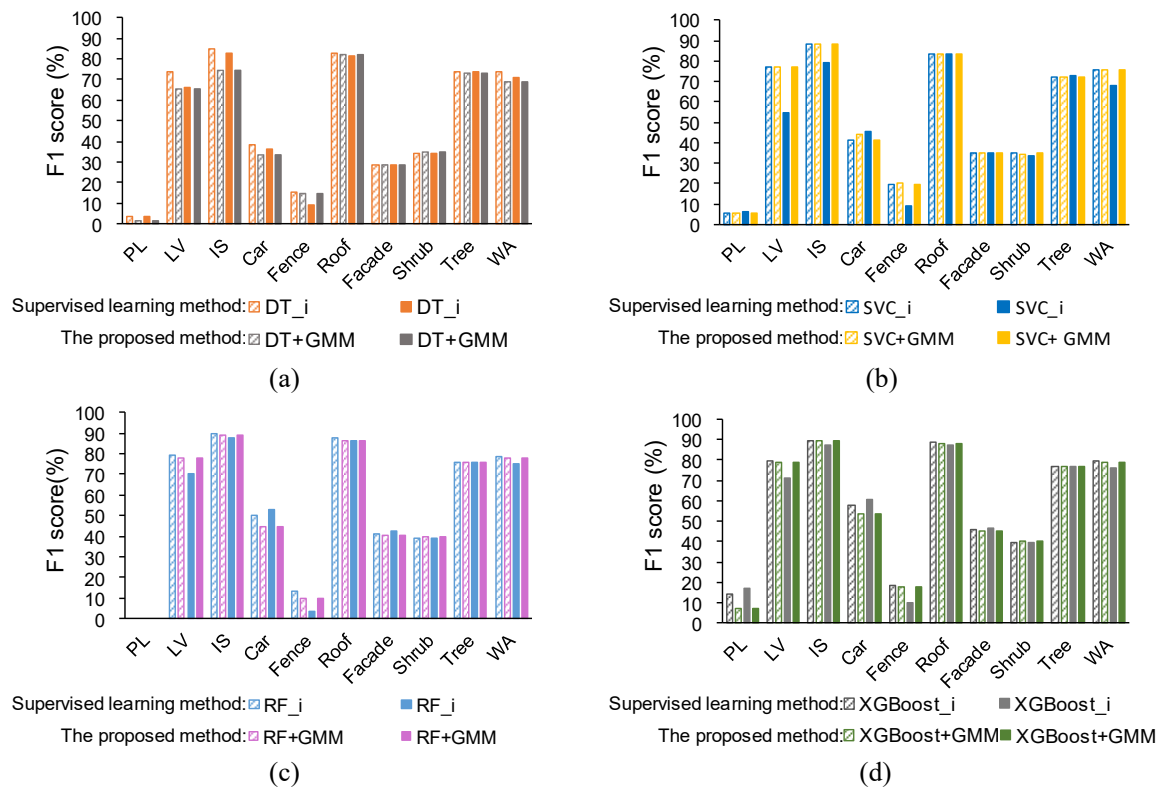 F1 score (%)
100
90
80
70
60
50
40
30
20
10
0
PL LV IS Car Fence Roof Facade Shrub Tree WA
Supervised learning method: DT_i DT_i
The proposed method: DT+GMM DT+GMM
(a)
F1 score (%)
100
90
80
70
60
50
40
30
20
10
0
PL LV IS Car Fence Roof Facade Shrub Tree WA
Supervised learning method: SVC_i SVC_i
The proposed method: SVC+GMM SVC+ GMM
(b)
F1 score(%)
100
90
80
70
60
50
40
30
20
10
0
PL LV IS Car Fence Roof Facade Shrub Tree WA
Supervised learning method: RF_i RF_i
The proposed method: RF+GMM RF+GMM
(c)
F1 score (%)
100
90
80
70
60
50
40
30
20
10
0
PL LV IS Car Fence Roof Facade Shrub Tree WA
Supervised learning method: XGBoost_i XGBoost_i
The proposed method: XGBoost+GMM XGBoost+GMM
(d)